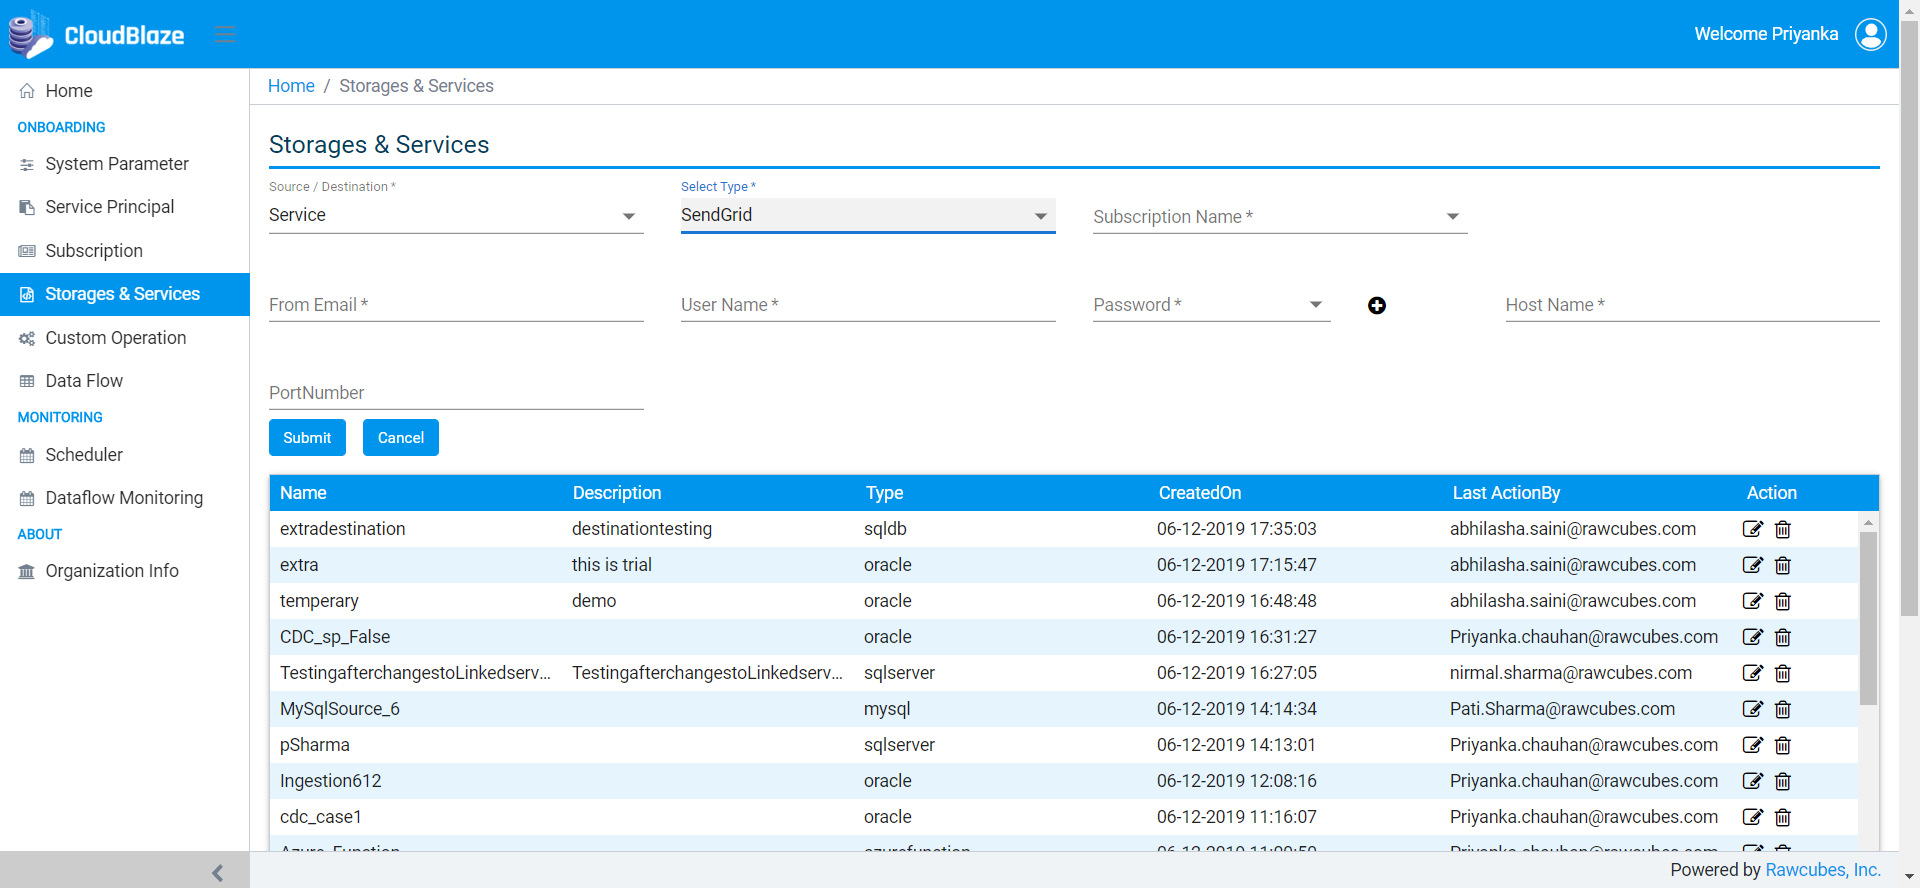 CloudBlaze
Welcome Priyanka
Home
ONBOARDING
System Parameter
Service Principal
Subscription
Storages & Services
Custom Operation
Data Flow
MONITORING
Scheduler
Dataflow Monitoring
ABOUT
Organization Info
Home / Storages & Services
Storages & Services
Source / Destination * Select Type *
Service SendGrid Subscription Name *
From Email * User Name * Password * Host Name *
PortNumber
Submit Cancel
Name Description Type CreatedOn Last ActionBy Action
extradestination destinationtesting sqldb 06-12-2019 17:35:03 abhilasha.saini@rawcubes.com
extra this is trial oracle 06-12-2019 17:15:47 abhilasha.saini@rawcubes.com
temperary demo oracle 06-12-2019 16:48:48 abhilasha.saini@rawcubes.com
CDC_sp_False oracle 06-12-2019 16:31:27 Priyanka.chauhan@rawcubes.com
TestingafterchangestoLinkedserv... TestingafterchangestoLinkedserv... sqlserver 06-12-2019 16:27:05 nirmal.sharma@rawcubes.com
MySqlSource_6 mysql 06-12-2019 14:14:34 Pati.Sharma@rawcubes.com
pSharma sqlserver 06-12-2019 14:13:01 Priyanka.chauhan@rawcubes.com
Ingestion612 oracle 06-12-2019 12:08:16 Priyanka.chauhan@rawcubes.com
cdc_case1 oracle 06-12-2019 11:16:07 Priyanka.chauhan@rawcubes.com
Powered by Rawcubes, Inc.